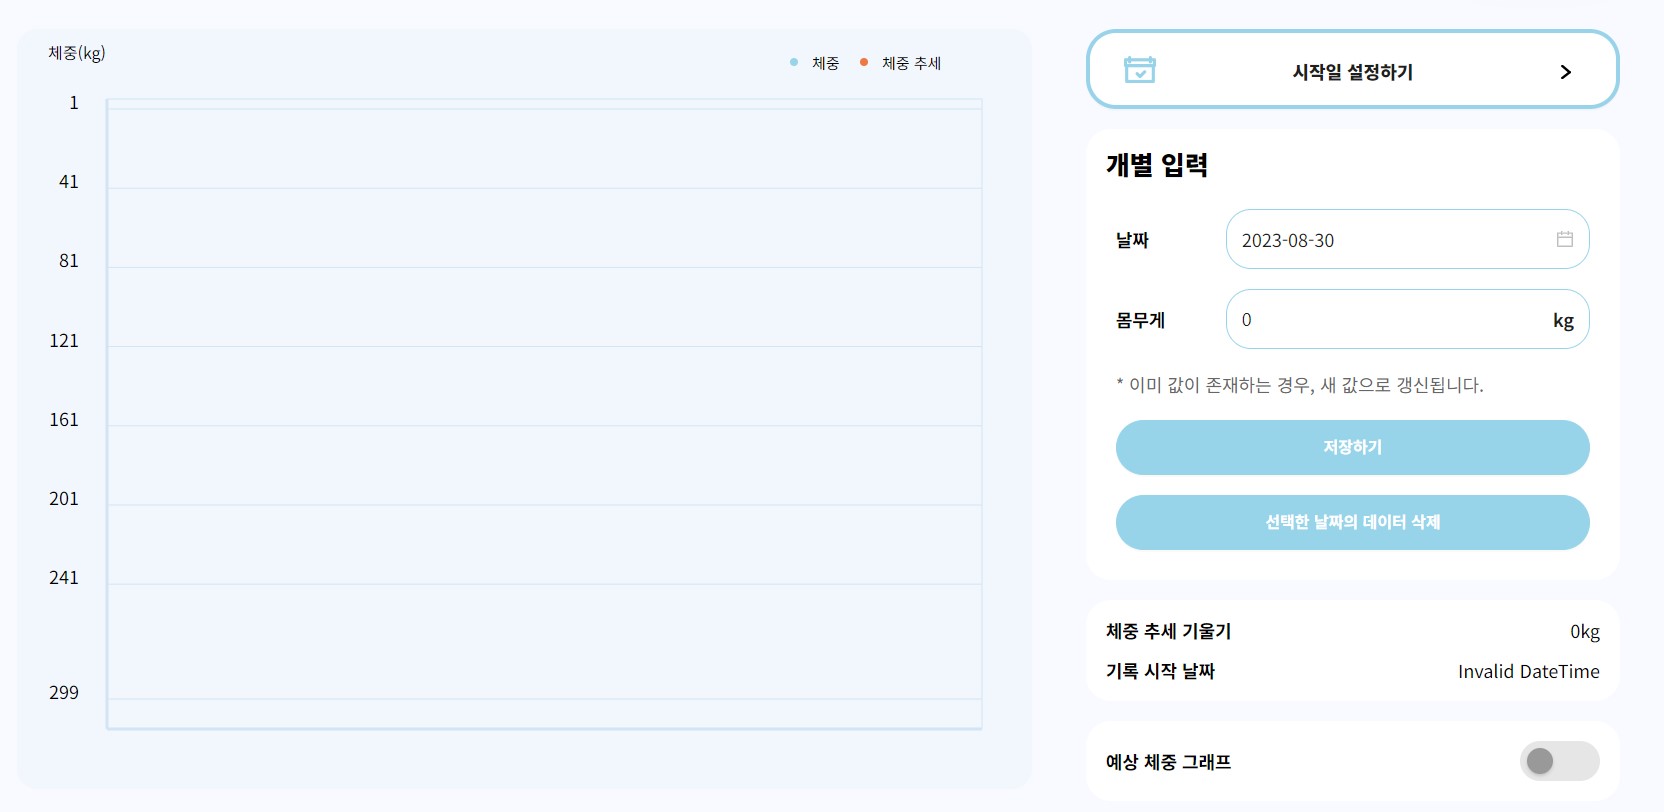 체중(kg)
체중
체중 추세
1
41
81
121
161
201
241
299
시작일 설정하기
개별 입력
날짜
2023-08-30
몸무게
0
kg
* 이미 값이 존재하는 경우, 새 값으로 갱신됩니다.
저장하기
선택한 날짜의 데이터 삭제
체중 추세 기울기
0kg
기록 시작 날짜
Invalid DateTime
예상 체중 그래프